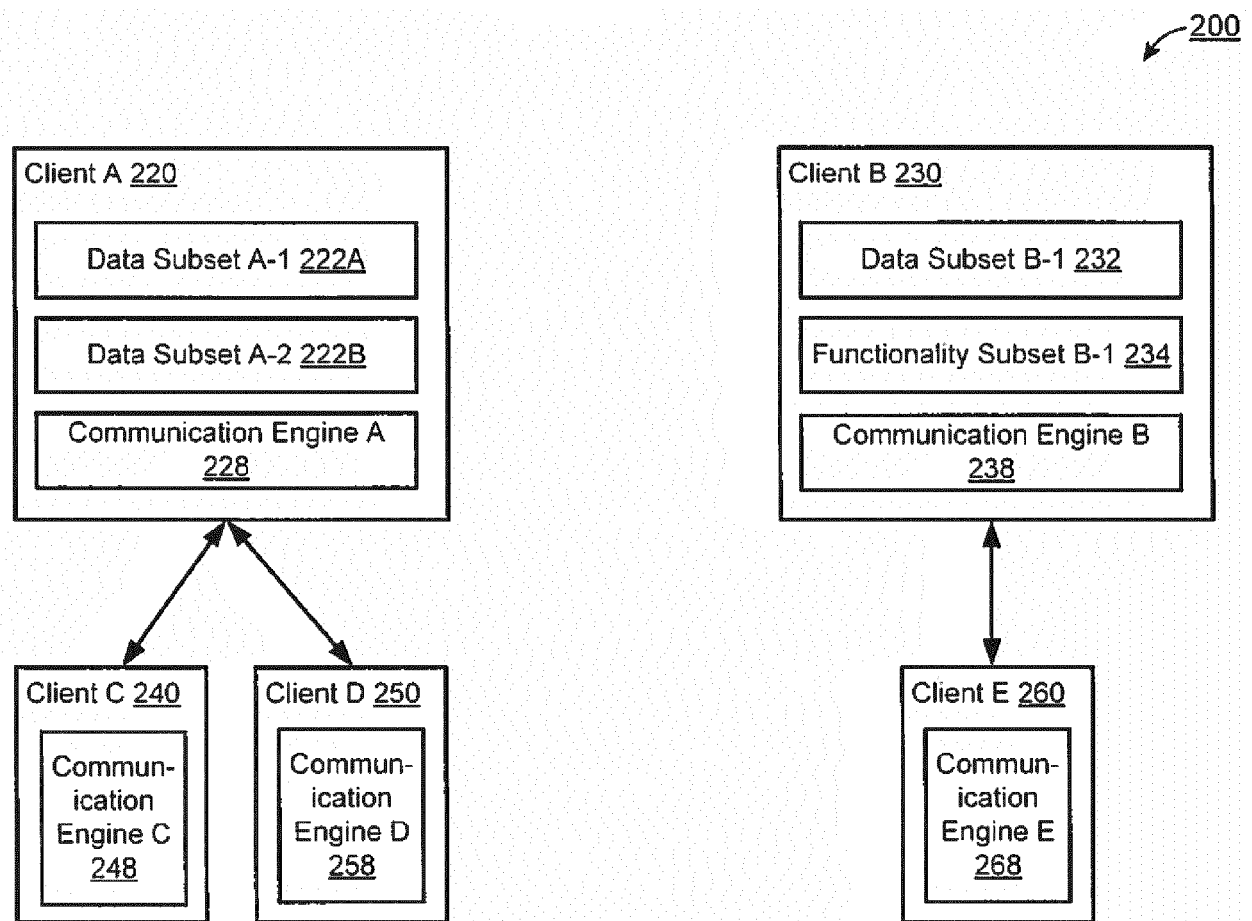 200
Client A 220
Data Subset A-1 222A
Data Subset A-2 222B
Communication Engine A
228
Client B 230
Data Subset B-1 232
Functionality Subset B-1 234
Communication Engine B
238
Client C 240
Commun-
ication
Engine C
248
Client D 250
Commun-
ication
Engine D
258
Client E 260
Commun-
ication
Engine E
268